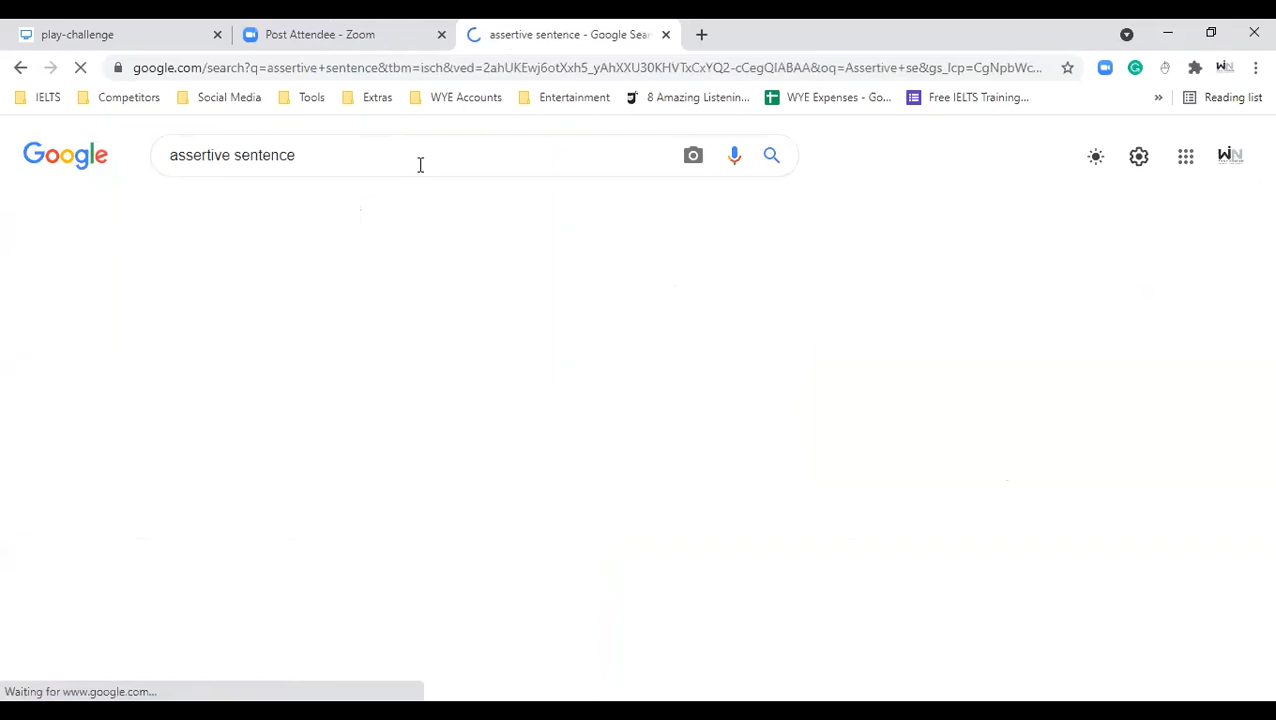 play-challenge
Post Attendee - Zoom
assertive sentence - Google Sear
google.com/search?q=assertive+sentence&tbm=isch&ved=2ahUKEwj6otXxh5_yAhXXU30KHVTxCxYQ2-cCegQIABAA&oq=Assertive+se&gs_lcp=CgNpbWc...
IELTS
Competitors
Social Media
Tools
Extras
WYE Accounts
Entertainment
8 Amazing Listenin...
WYE Expenses - Go...
Free IELTS Training...
»
Reading list
Google
assertive sentence
WIN
Waiting for www.google.com...